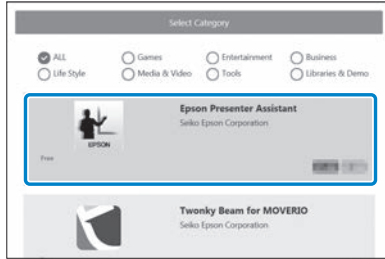 Select Category
ALL Games Entertainment Business
Life Style Media & Video Tools Libraries & Demo
Epson Presenter Assistant
Seiko Epson Corporation
EPSON
Free
Twonky Beam for MOVERIO
Seiko Epson Corporation